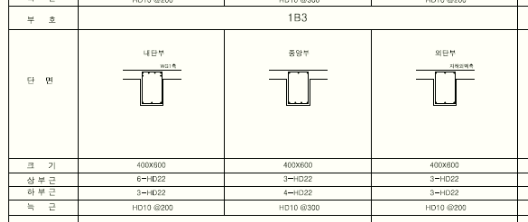 HD10 @200 HD10 @300 HD10 @200
부 호 1B3
내단부 중앙부 외단부
WG1측 지하외벽측
단 면
크 기 400X600 400X600 400X600
상부근 6-HD22 3-HD22 3-HD22
하부근 3-HD22 4-HD22 3-HD22
늑 근 HD10 @200 HD10 @300 HD10 @200